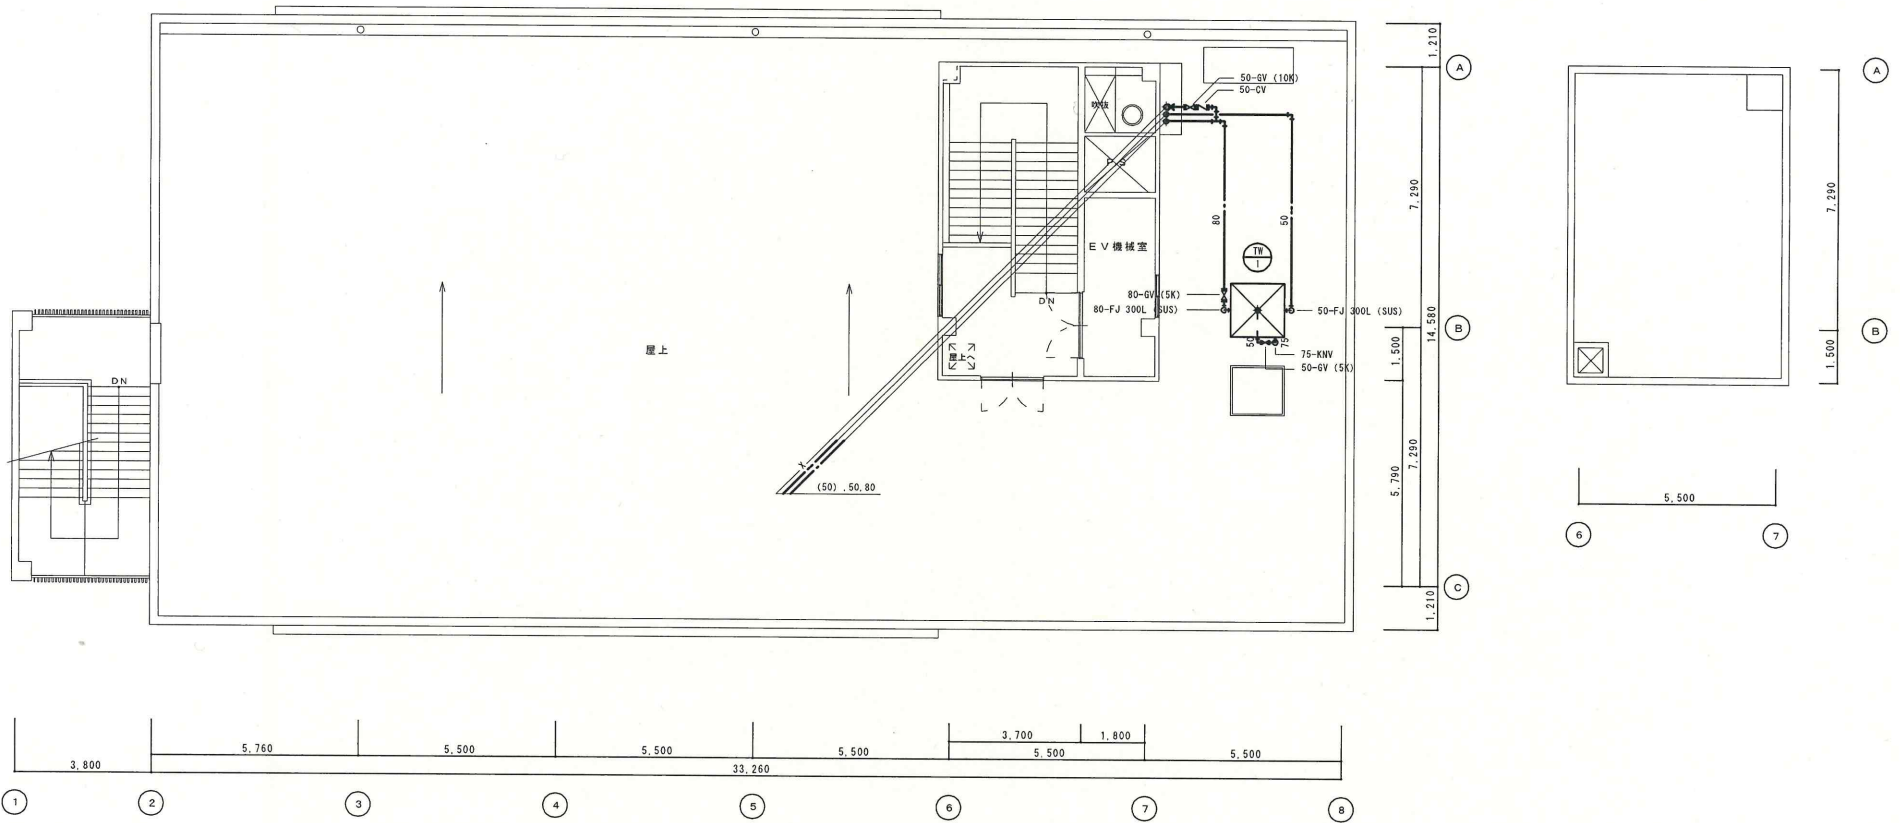 1,210
A
A
50-GV (10K)
50-CV
吹抜
PS
7,290
7,290
80
50
EV機械室
TW
1
DN
80-GV (5K)
80-FJ 300L (SUS)
50-FJ 300L (SUS)
14,580
B
B
屋上
屋上へ
50
75
75-KNV
50-GV (5K)
1,500
1,500
DN
7,290
5,790
(50) ,50,80
5,500
6
7
C
1,210
3,700
1,800
5,760
5,500
5,500
5,500
5,500
5,500
3,800
33,260
1
2
3
4
5
6
7
8